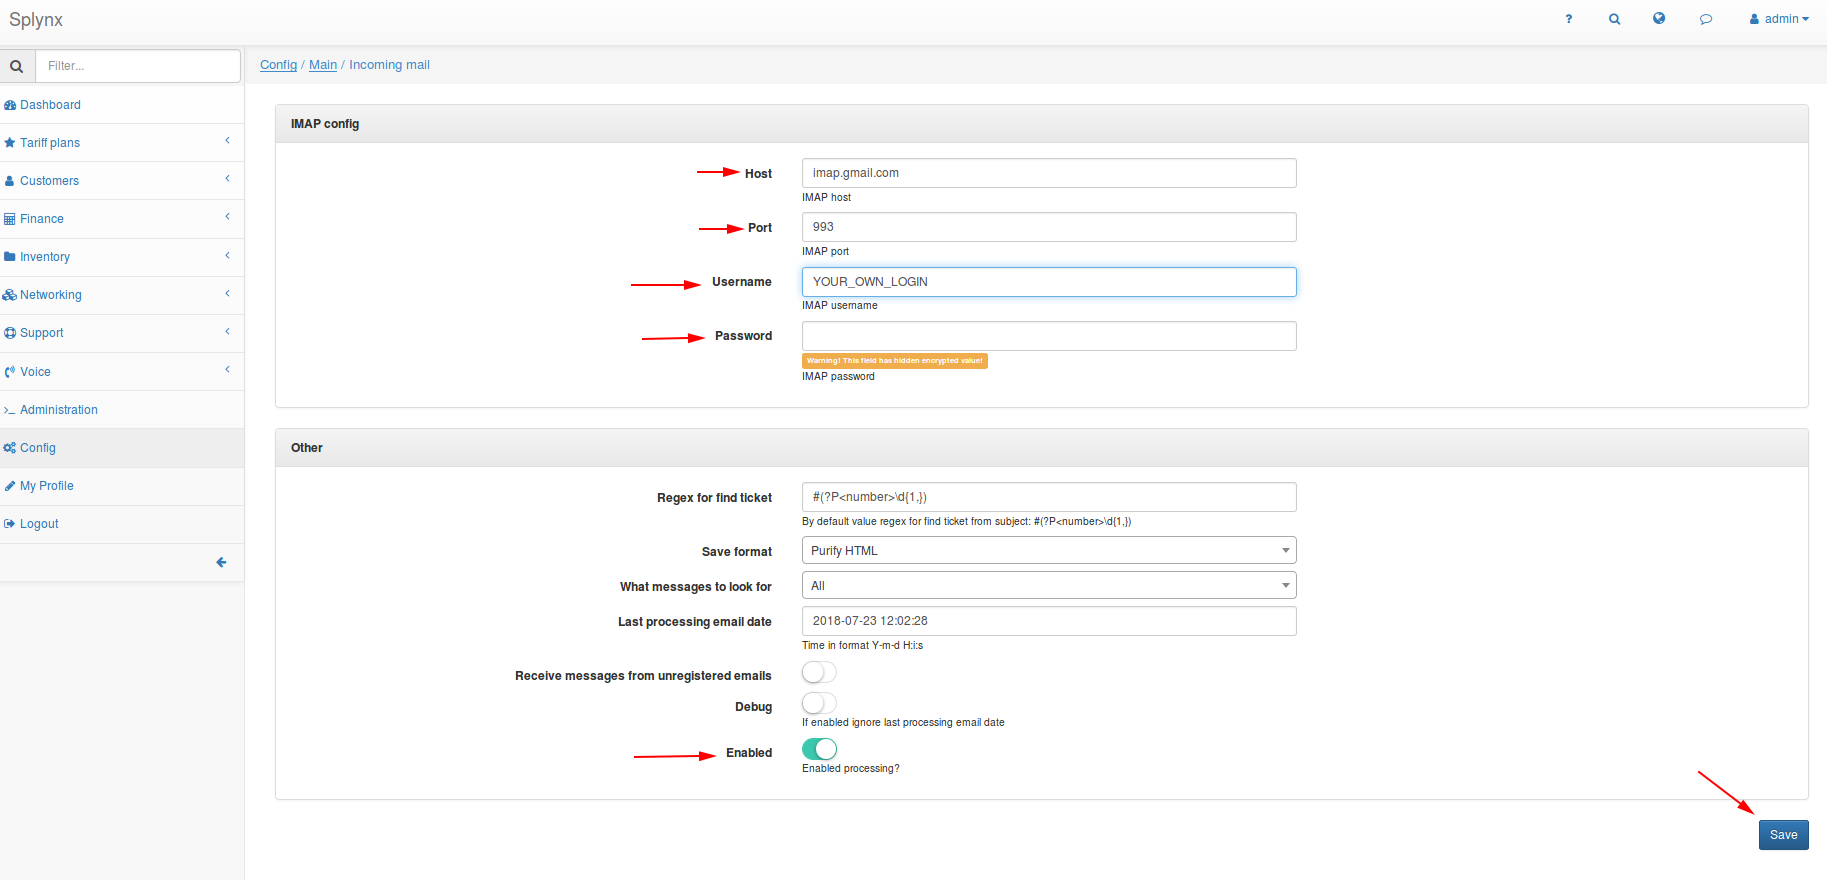 Splynx
? admin
Filter...
Config / Main / Incoming mail
Dashboard
Tariff plans
Customers
Finance
Inventory
Networking
Support
Voice
Administration
Config
My Profile
Logout
IMAP config
Host imap.gmail.com
IMAP host
Port 993
IMAP port
Username YOUR_OWN_LOGIN
IMAP username
Password
Warning! This field has hidden encrypted value!
IMAP password
Other
Regex for find ticket #(?P<number>\d{1,})
By default value regex for find ticket from subject: #(?P<number>\d{1,})
Save format Purify HTML
What messages to look for All
Last processing email date 2018-07-23 12:02:28
Time in format Y-m-d H:i:s
Receive messages from unregistered emails
Debug
If enabled ignore last processing email date
Enabled
Enabled processing?
Save